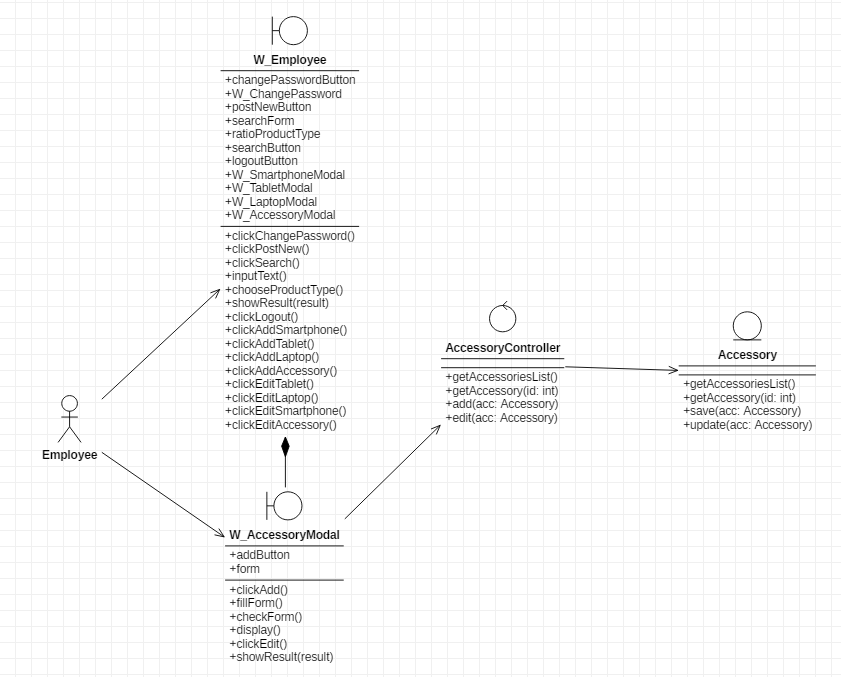 W_Employee
+changePasswordButton
+W_ChangePassword
+postNewButton
+searchForm
+ratioProductType
+searchButton
+logoutButton
+W_SmartphoneModal
+W_TabletModal
+W_LaptopModal
+W_AccessoryModal
+clickChangePassword()
+clickPostNew()
+clickSearch()
+inputText()
+chooseProductType()
+showResult(result)
+clickLogout()
+clickAddSmartphone()
+clickAddTablet()
+clickAddLaptop()
+clickAddAccessory()
+clickEditTablet()
+clickEditLaptop()
+clickEditSmartphone()
+clickEditAccessory()
Employee
W_AccessoryModal
+addButton
+form
+clickAdd()
+fillForm()
+checkForm()
+display()
+clickEdit()
+showResult(result)
AccessoryController
+getAccessoriesList()
+getAccessory(id: int)
+add(acc: Accessory)
+edit(acc: Accessory)
Accessory
+getAccessoriesList()
+getAccessory(id: int)
+save(acc: Accessory)
+update(acc: Accessory)